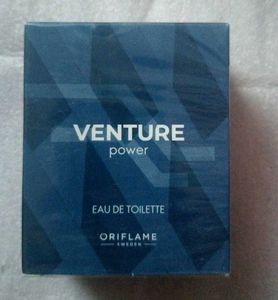 VENTURE
power
EAU DE TOILETTE
ORIFLAME
SWEDEN